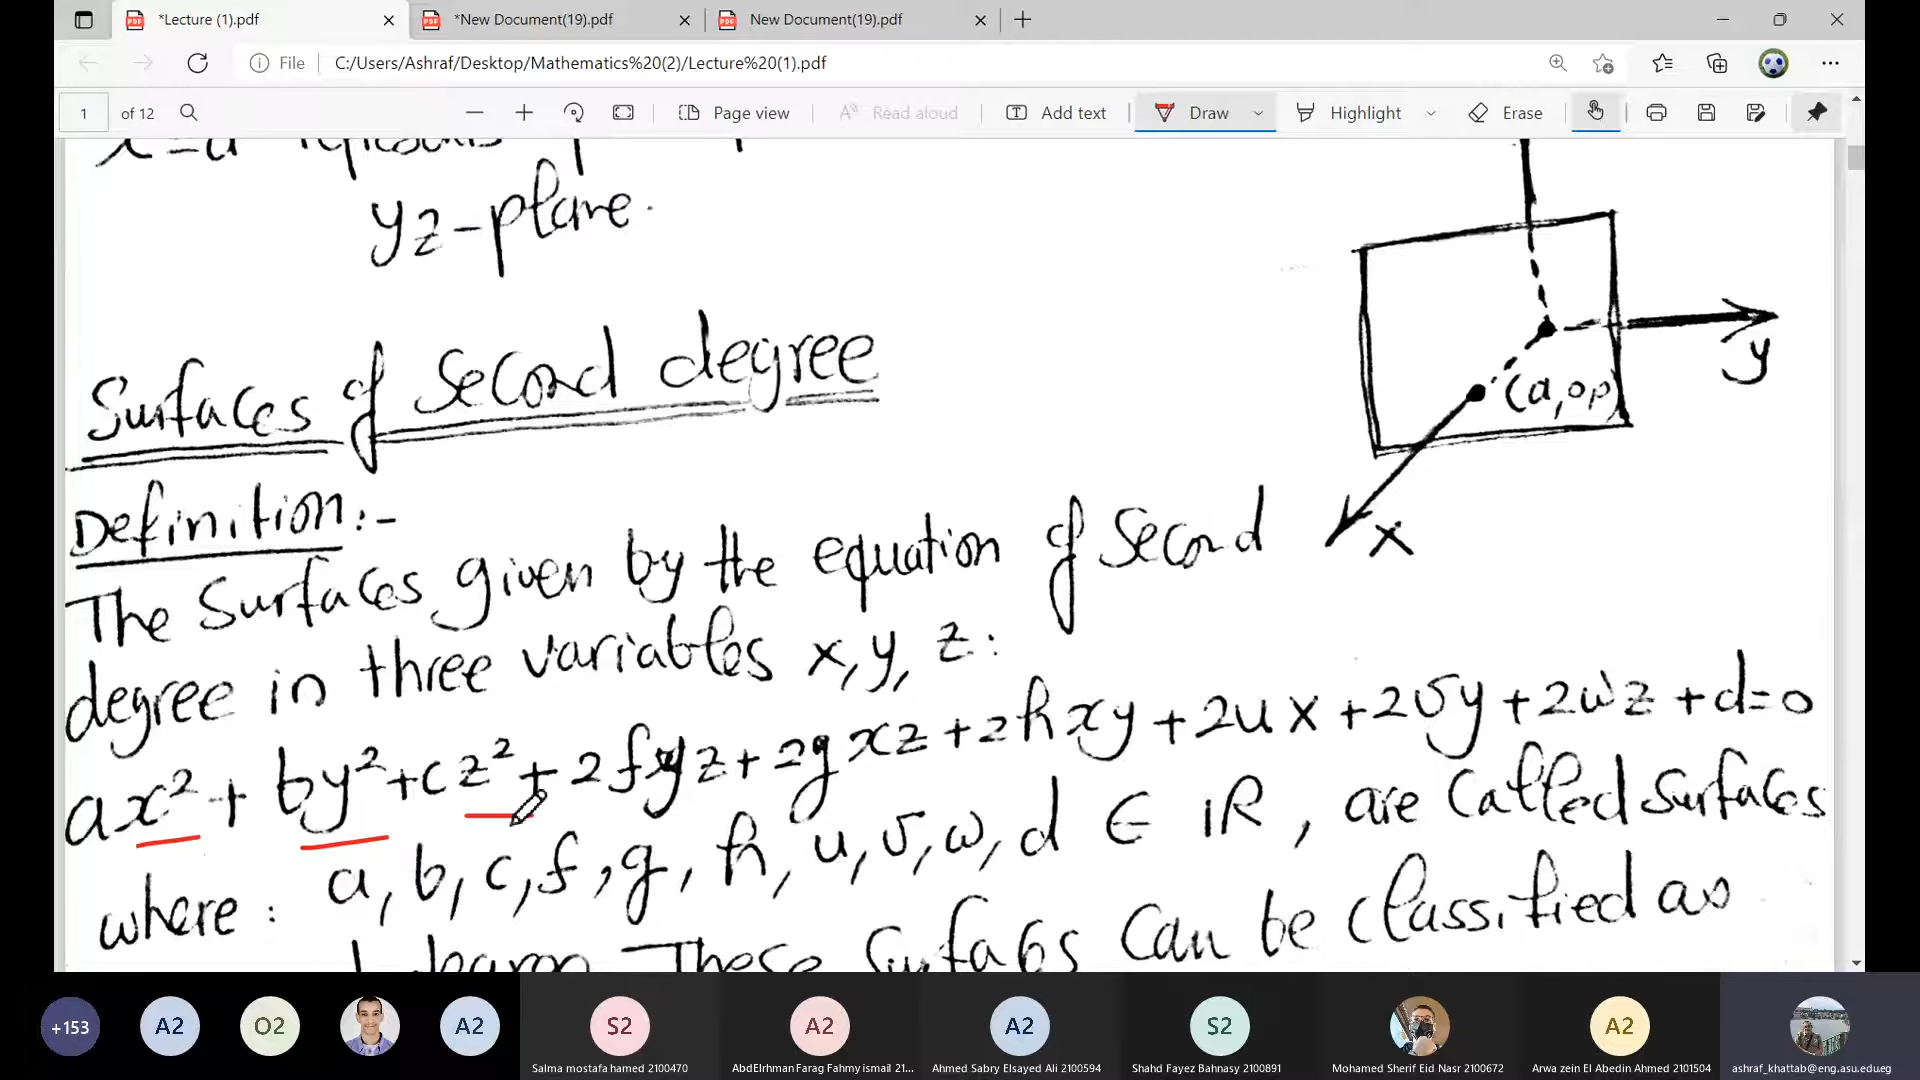 *Lecture (1).pdf
*New Document(19).pdf
New Document(19).pdf
File
C:/Users/Ashraf/Desktop/Mathematics%20(2)/Lecture%20(1).pdf
1 of 12
Page view
Read aloud
Add text
Draw
Highlight
Erase
x=a represents
yz-plane.
y
(a,0,0)
x
Surfaces of Second degree
Definition:-
The Surfaces given by the equation of Second
degree in three variables x, y, z:
ax²+by²+cz²+2fyz+2gxz+2hxy+2ux+2vy+2wz+d=0
where: a, b, c, f, g, h, u, v, w, d ∈ IR, are called Surfaces
These Surfaces Can be classified as
+153
A2
O2
A2
S2
A2
A2
S2
A2
Salma mostafa hamed 2100470
AbdElrhman Farag Fahmy ismail 21...
Ahmed Sabry Elsayed Ali 2100594
Shahd Fayez Bahnasy 2100891
Mohamed Sherif Eid Nasr 2100672
Arwa zein El Abedin Ahmed 2101504
ashraf_khattab@eng.asu.edu.eg